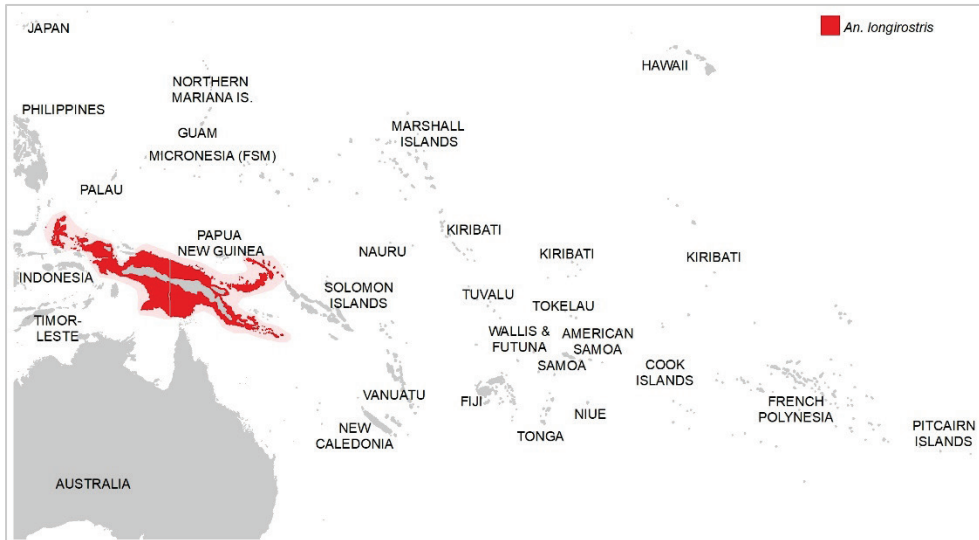 JAPAN
An. longirostris
HAWAII
NORTHERN
MARIANA IS.
PHILIPPINES
GUAM
MARSHALL
ISLANDS
MICRONESIA (FSM)
PALAU
KIRIBATI
PAPUA
NEW GUINEA
NAURU
KIRIBATI
KIRIBATI
INDONESIA
SOLOMON
ISLANDS
TUVALU
TOKELAU
TIMOR-
LESTE
WALLIS &
FUTUNA
AMERICAN
SAMOA
SAMOA
COOK
ISLANDS
VANUATU
FIJI
FRENCH
POLYNESIA
NIUE
NEW
CALEDONIA
TONGA
PITCAIRN
ISLANDS
AUSTRALIA